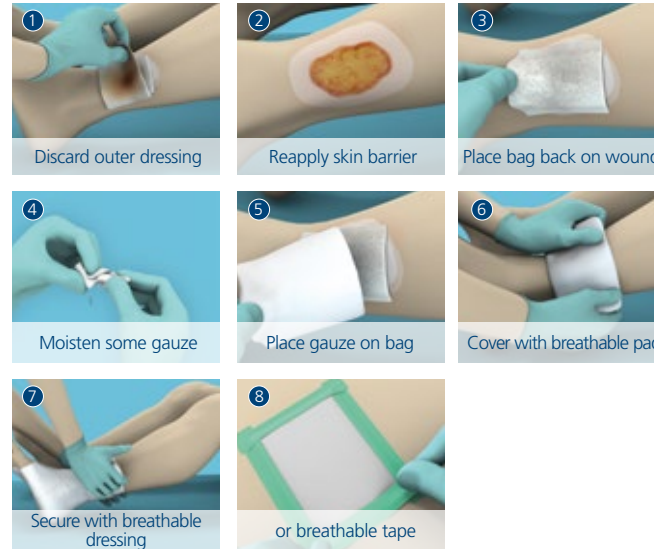 1
Discard outer dressing
2
Reapply skin barrier
3
Place bag back on wound
4
Moisten some gauze
5
Place gauze on bag
6
Cover with breathable pad
7
Secure with breathable
dressing
8
or breathable tape